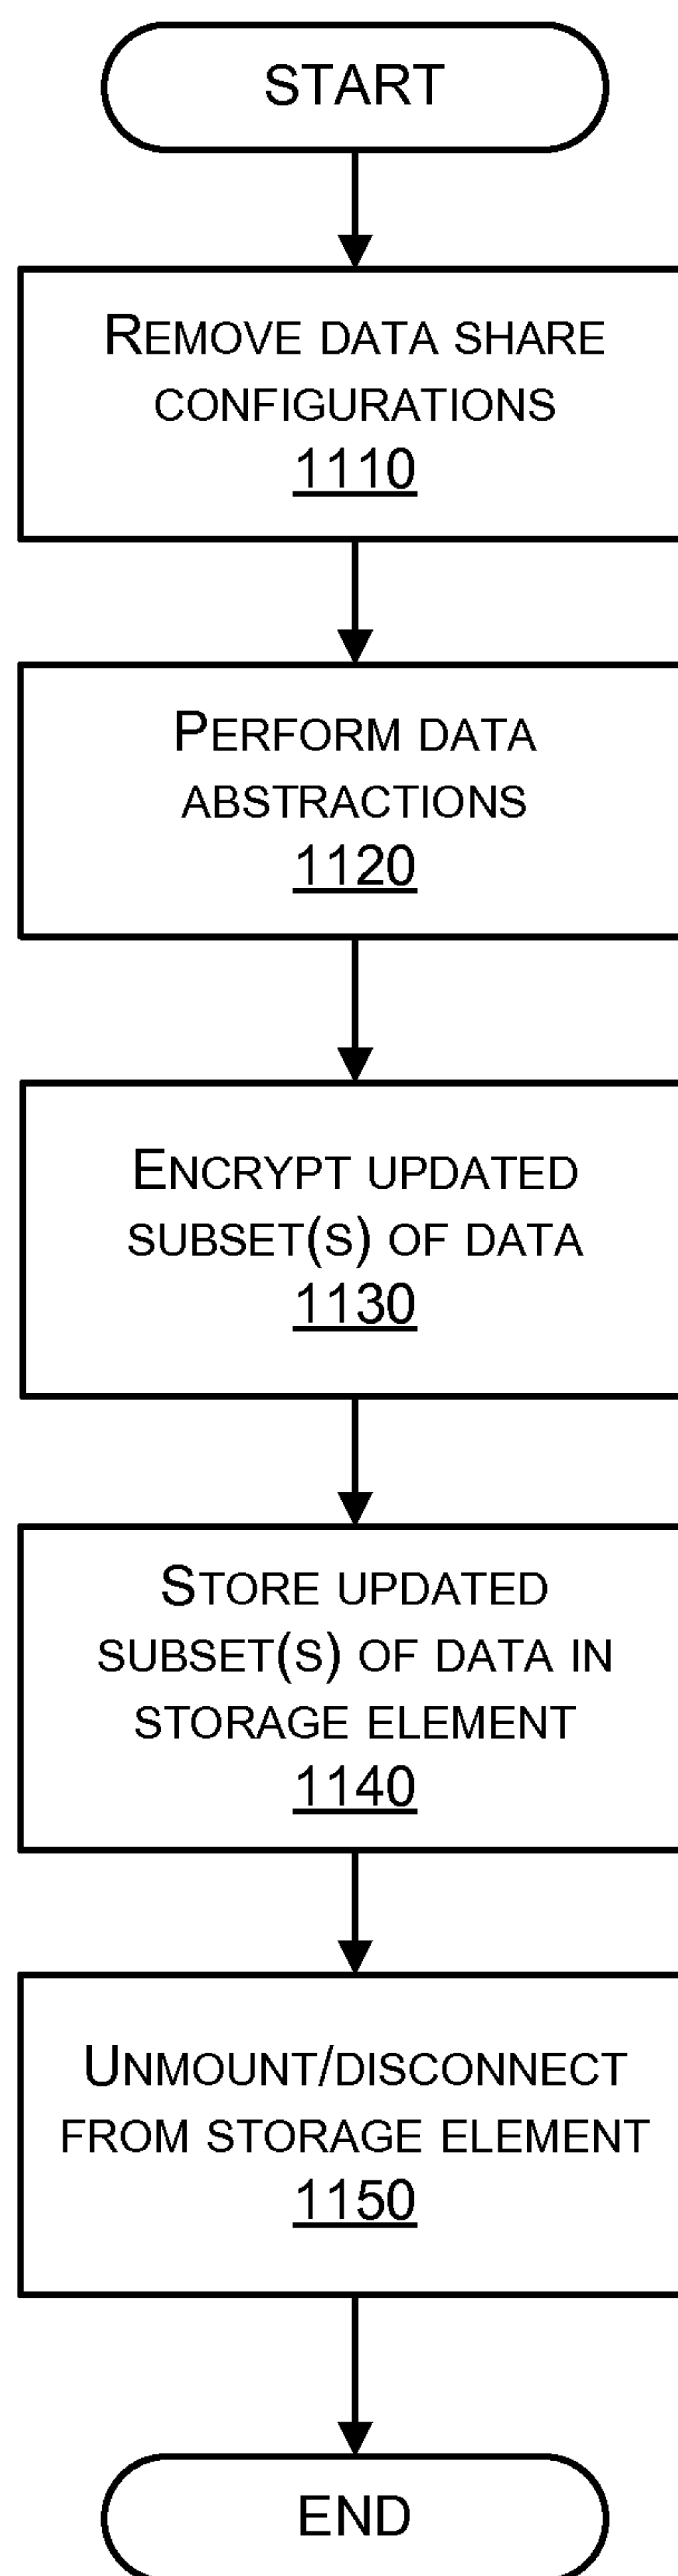 START
REMOVE DATA SHARE
CONFIGURATIONS
1110
PERFORM DATA
ABSTRACTIONS
1120
ENCRYPT UPDATED
SUBSET(S) OF DATA
1130
STORE UPDATED
SUBSET(S) OF DATA IN
STORAGE ELEMENT
1140
UNMOUNT/DISCONNECT
FROM STORAGE ELEMENT
1150
END